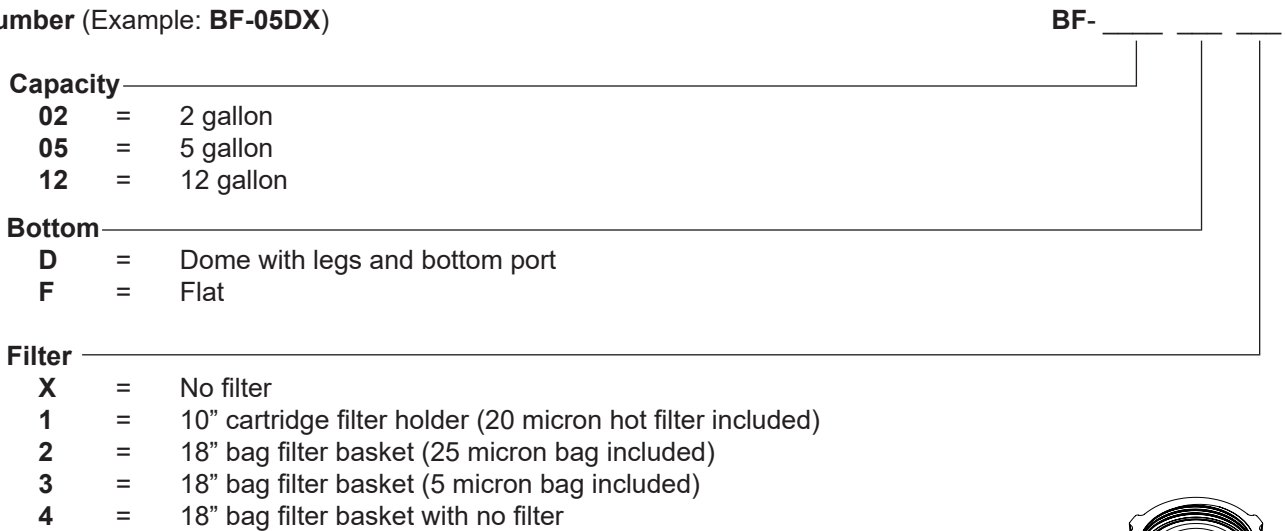 (Example: BF-05DX) BF- ____ ___ ___
Capacity
02 = 2 gallon
05 = 5 gallon
12 = 12 gallon
Bottom
D = Dome with legs and bottom port
F = Flat
Filter
X = No filter
1 = 10” cartridge filter holder (20 micron hot filter included)
2 = 18” bag filter basket (25 micron bag included)
3 = 18” bag filter basket (5 micron bag included)
4 = 18” bag filter basket with no filter